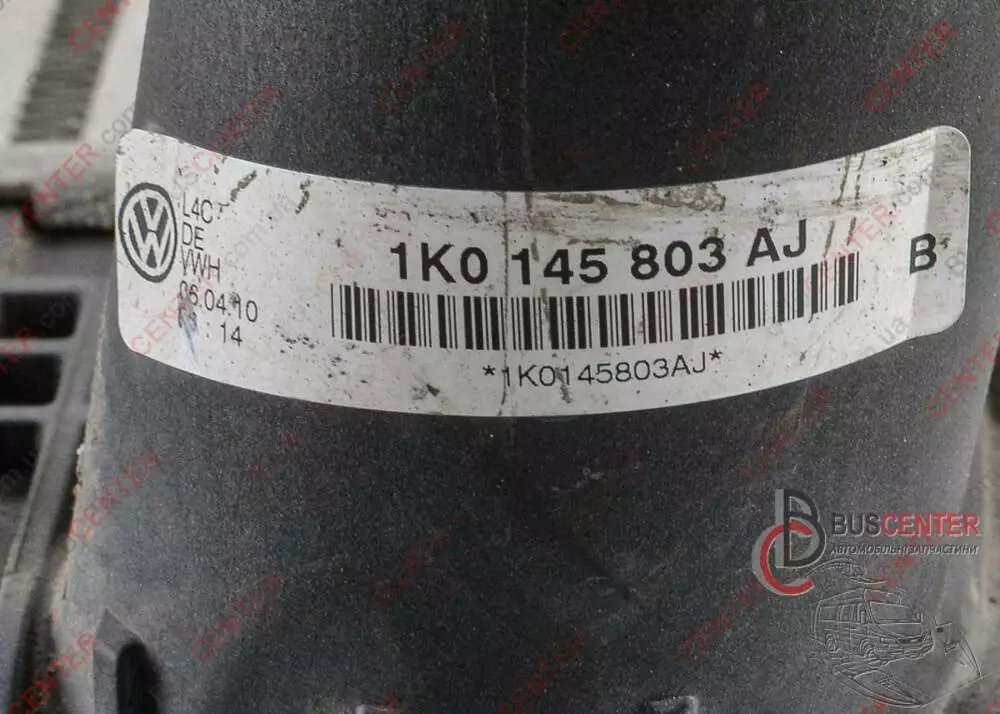 L4C
DE
VWH
06.04.10
: 14
1K0 145 803 AJ
B
*1K0145803AJ*
BUSCENTER
АВТОМОБІЛЬНІ ЗАПЧАСТИНИ